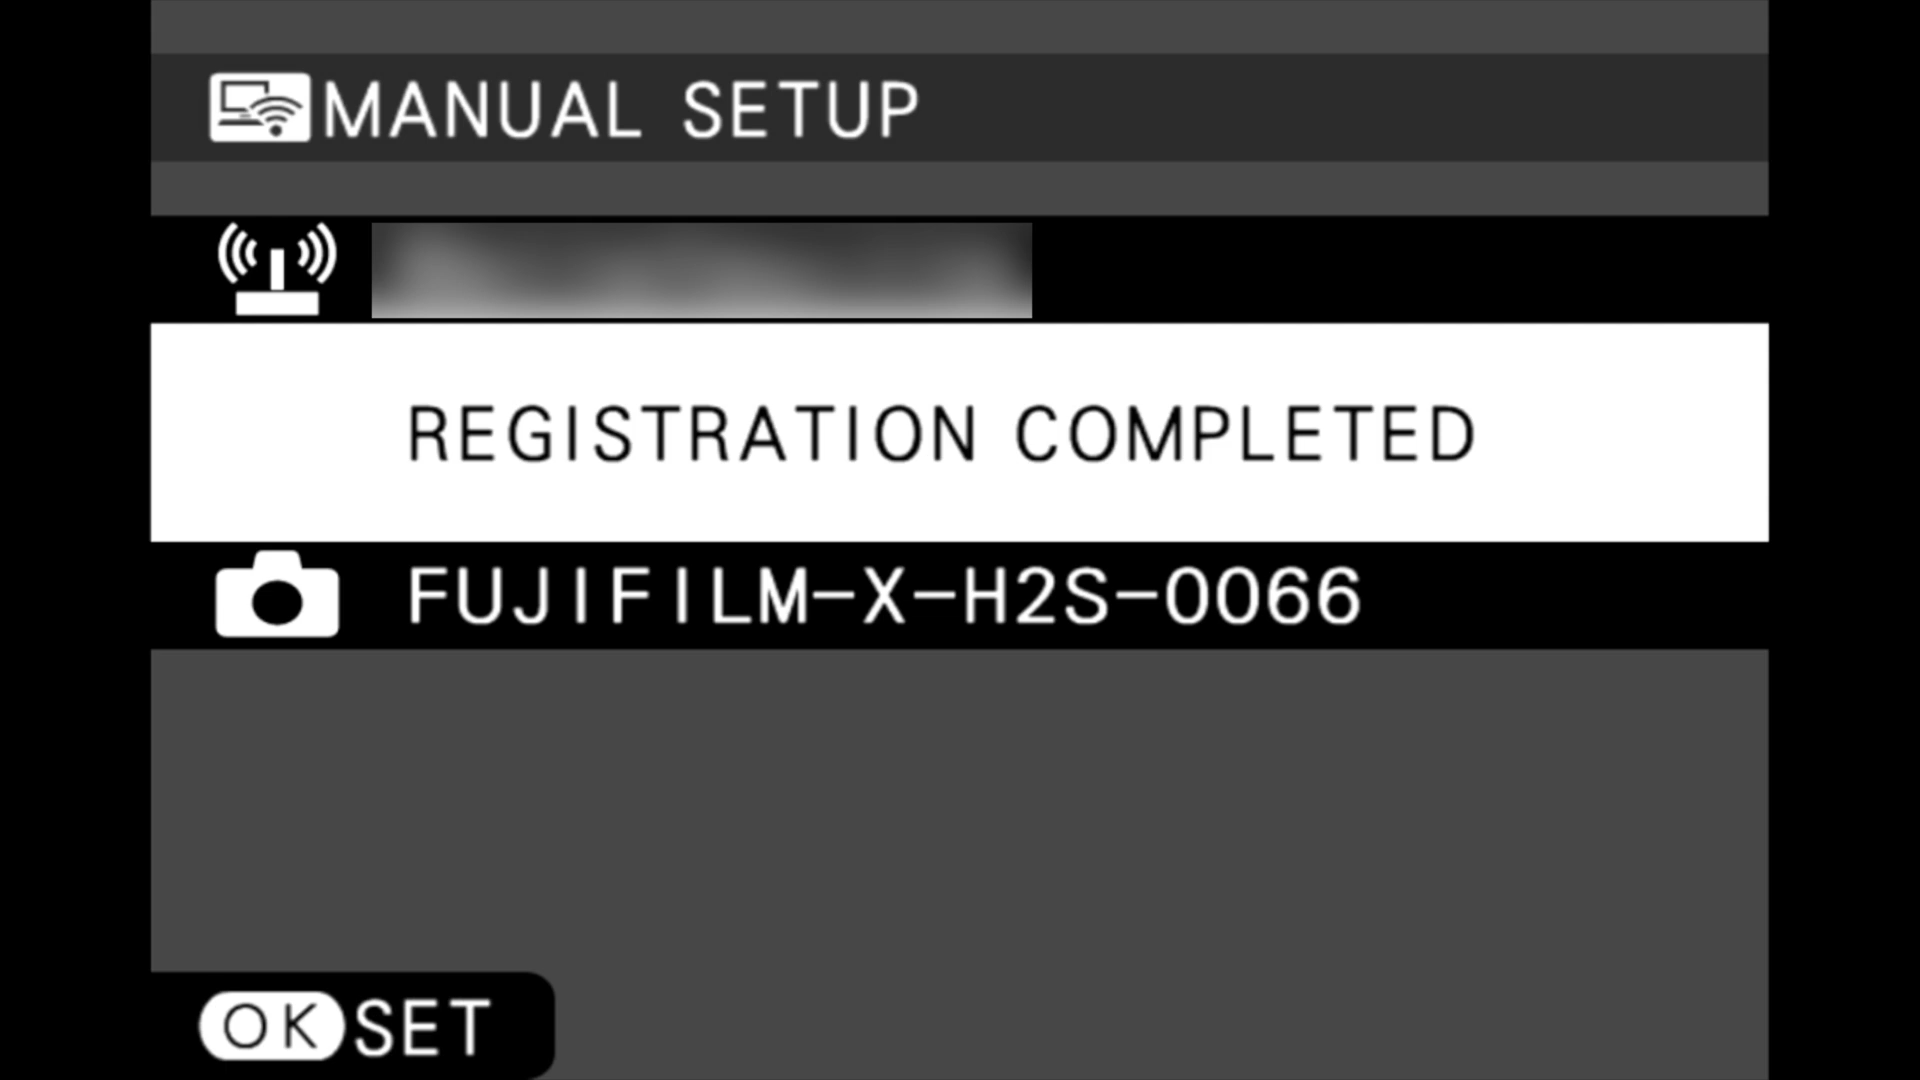 MANUAL SETUP
REGISTRATION COMPLETED
FUJIFILM-X-H2S-0066
OK SET